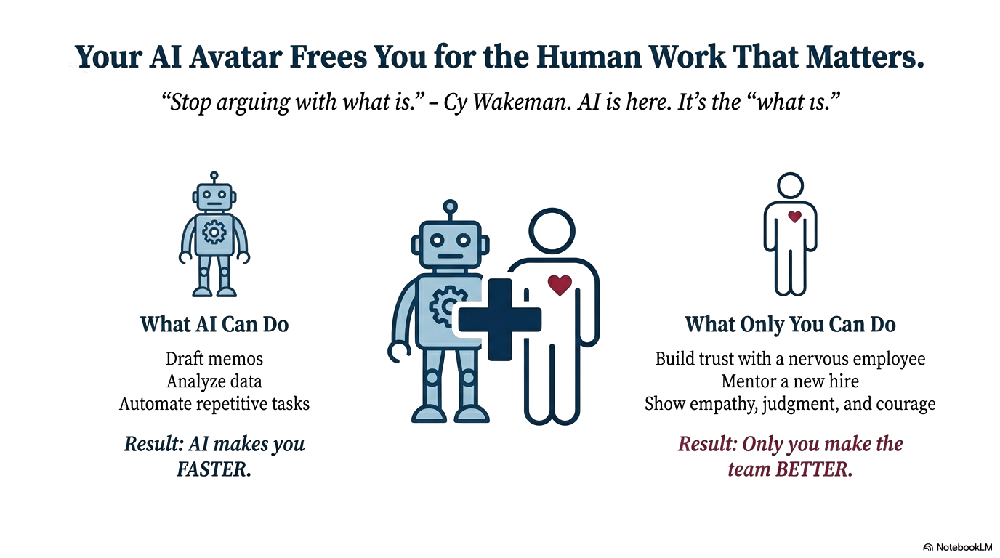 Your AI Avatar Frees You for the Human Work That Matters.
“Stop arguing with what is.” – Cy Wakeman. AI is here. It’s the “what is.”
What AI Can Do
Draft memos
Analyze data
Automate repetitive tasks
Result: AI makes you
FASTER.
What Only You Can Do
Build trust with a nervous employee
Mentor a new hire
Show empathy, judgment, and courage
Result: Only you make the
team BETTER.
NotebookLM